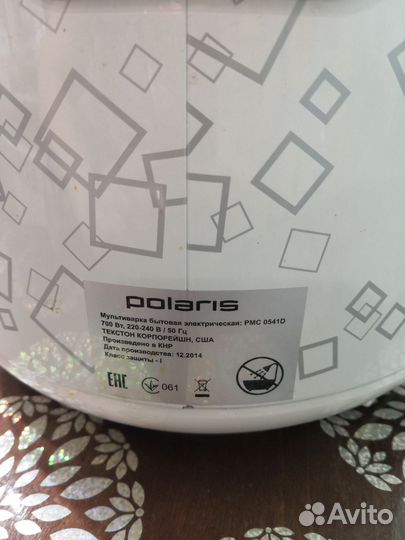 polaris
Мультиварка бытовая электрическая: PMC 0541D
700 Вт, 220-240 В / 50 Гц
ТЕКСТОН КОРПОРЕЙШН, США
Произведено в КНР
Дата производства: 12.2014
Класс защиты - I
EAC 061
Avito